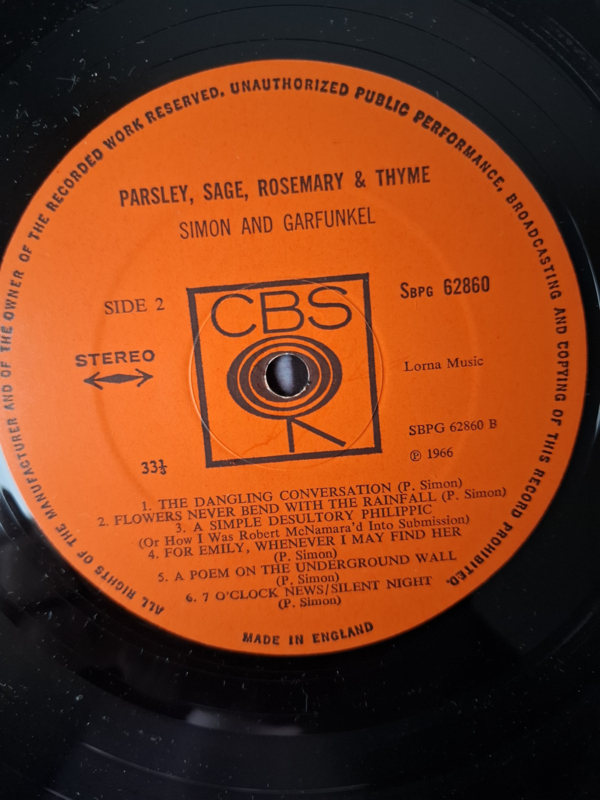 ALL RIGHTS OF THE MANUFACTURER AND OF THE OWNER OF THE RECORDED WORK RESERVED. UNAUTHORIZED PUBLIC PERFORMANCE, BROADCASTING AND COPYING OF THIS RECORD PROHIBITED.
PARSLEY, SAGE, ROSEMARY & THYME
SIMON AND GARFUNKEL
SIDE 2
CBS
SBPG 62860
STEREO
Lorna Music
SBPG 62860 B
33⅓
℗ 1966
1. THE DANGLING CONVERSATION (P. Simon)
2. FLOWERS NEVER BEND WITH THE RAINFALL (P. Simon)
3. A SIMPLE DESULTORY PHILIPPIC
(Or How I Was Robert McNamara'd Into Submission)
4. FOR EMILY, WHENEVER I MAY FIND HER
(P. Simon)
5. A POEM ON THE UNDERGROUND WALL
(P. Simon)
6. 7 O'CLOCK NEWS/SILENT NIGHT
(P. Simon)
MADE IN ENGLAND